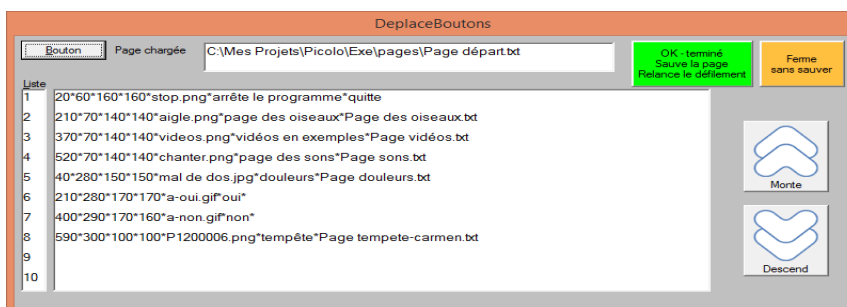 DeplaceBoutons
Bouton
Page chargée
C:\Mes Projets\Picolo\Exe\pages\Page départ.txt
OK - terminé
Sauve la page
Relance le défilement
Ferme
sans sauver
Liste
1 20*60*160*160*stop.png*arrête le programme*quitte
2 210*70*140*140*aigle.png*page des oiseaux*Page des oiseaux.txt
3 370*70*140*140*videos.png*vidéos en exemples*Page vidéos.txt
4 520*70*140*140*chanter.png*page des sons*Page sons.txt
5 40*280*150*150*mal de dos.jpg*douleurs*Page douleurs.txt
6 210*280*170*170*a-oui.gif*oui*
7 400*290*170*160*a-non.gif*non*
8 590*300*100*100*P1200006.png*tempête*Page tempete-carmen.txt
9
10
Monte
Descend